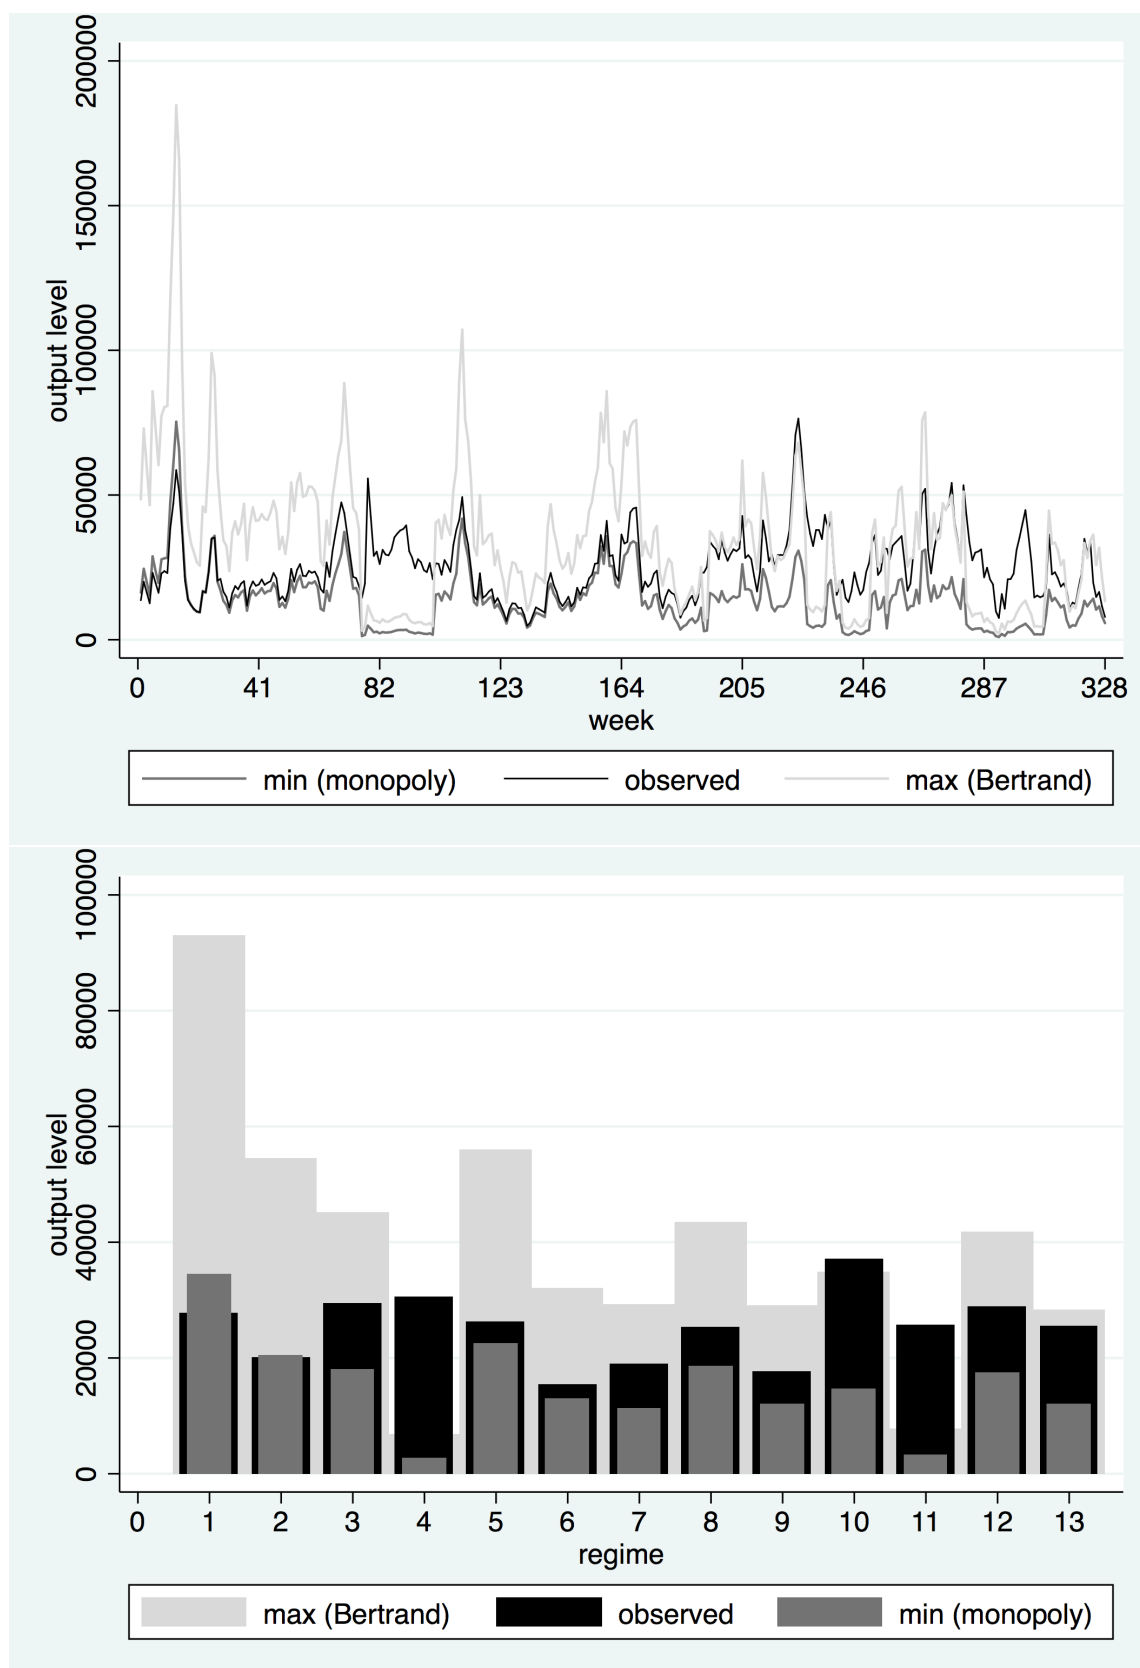 output level
200000
150000
100000
50000
0
0 41 82 123 164 205 246 287 328
week
min (monopoly) observed max (Bertrand)
output level
100000
80000
60000
40000
20000
0
0 1 2 3 4 5 6 7 8 9 10 11 12 13
regime
max (Bertrand) observed min (monopoly)